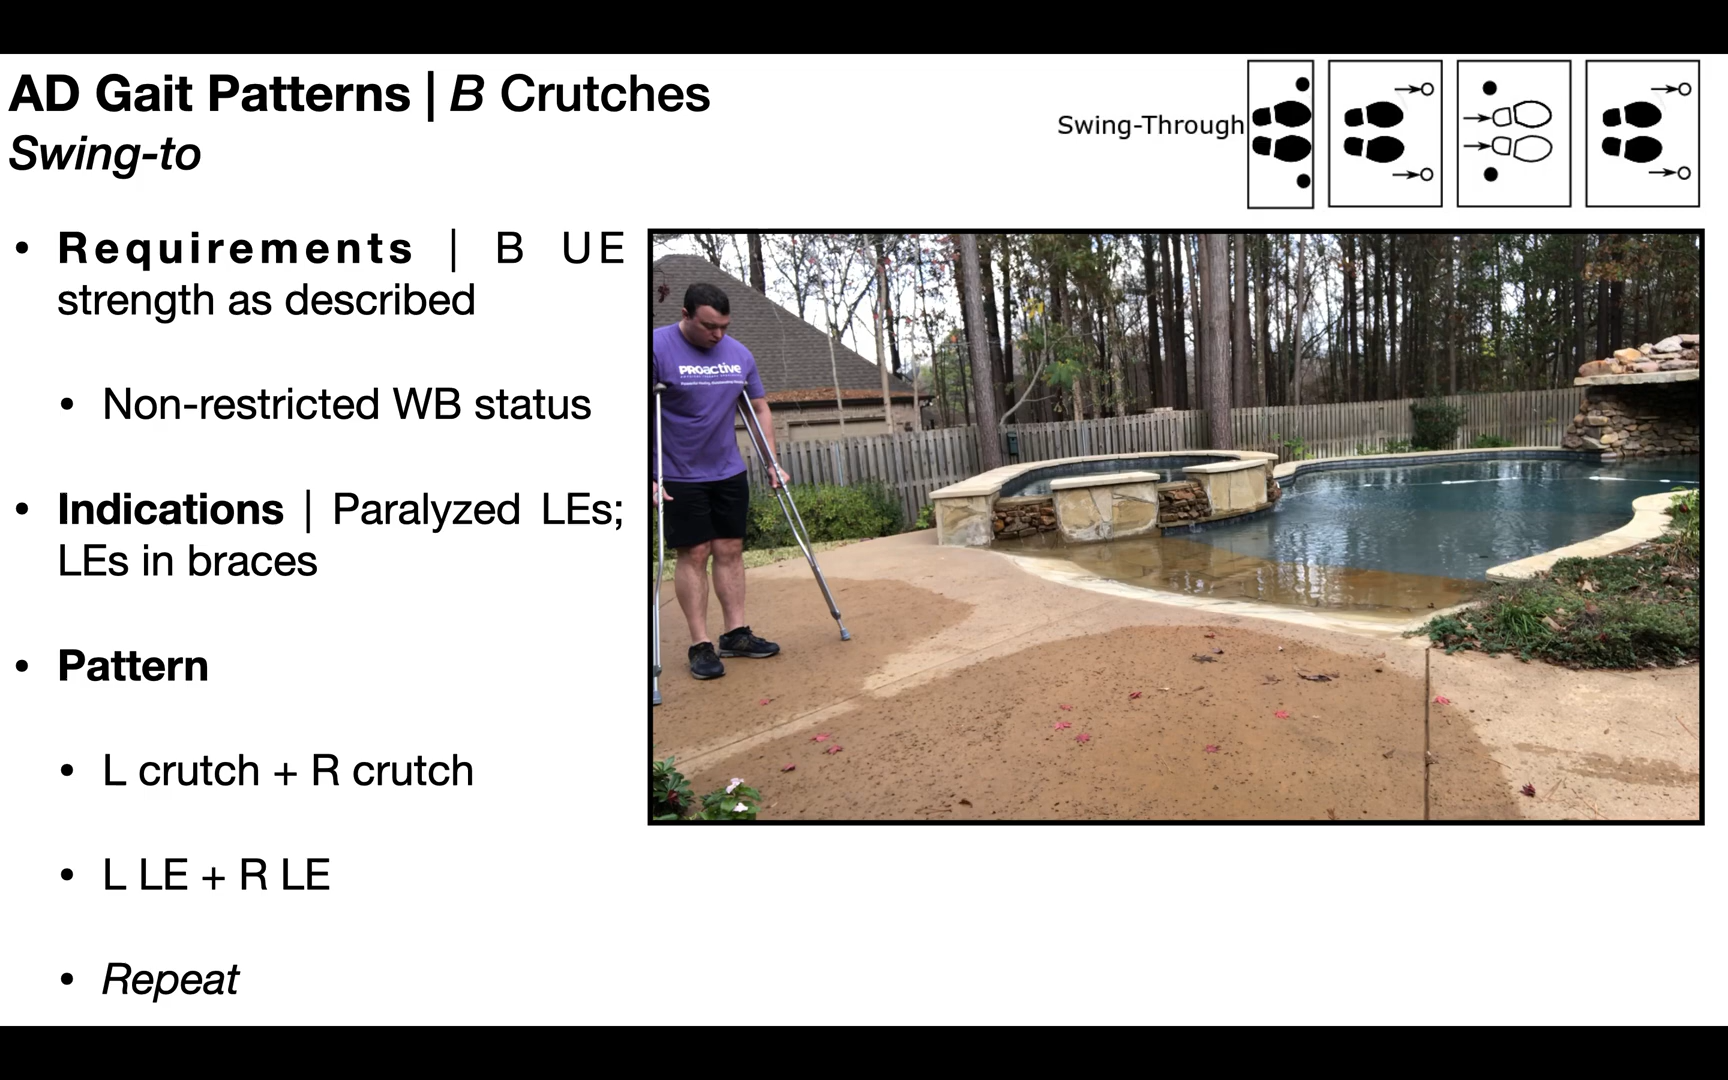 AD Gait Patterns | B Crutches
Swing-to
Swing-Through
• Requirements | B UE
strength as described
• Non-restricted WB status
• Indications | Paralyzed LEs;
LEs in braces
• Pattern
• L crutch + R crutch
• L LE + R LE
• Repeat
PROactive